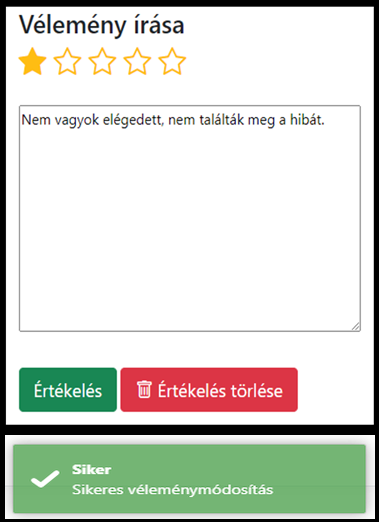 Vélemény írása
Nem vagyok elégedett, nem találták meg a hibát.
Értékelés
Értékelés törlése
Siker
Sikeres véleménymódosítás